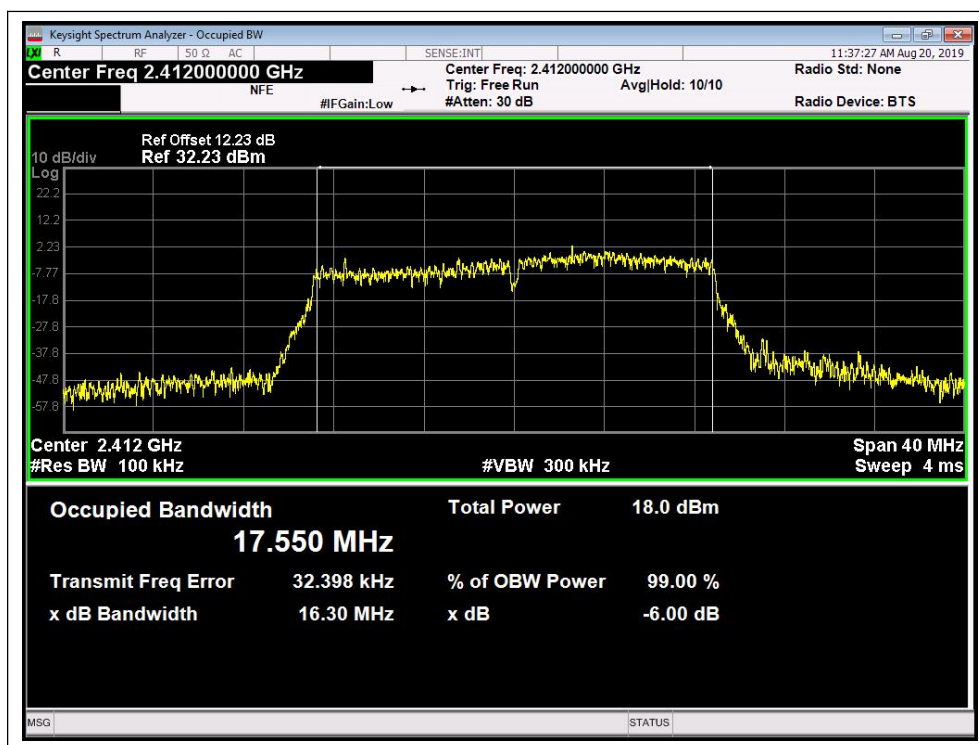 Keysight Spectrum Analyzer - Occupied BW
LXI R RF 50 Ω AC SENSE:INT 11:37:27 AM Aug 20, 2019
Center Freq 2.412000000 GHz Center Freq: 2.412000000 GHz Radio Std: None
NFE Trig: Free Run Avg|Hold: 10/10
#IFGain:Low #Atten: 30 dB Radio Device: BTS
Ref Offset 12.23 dB
10 dB/div Ref 32.23 dBm
Log
22.2
12.2
2.23
-7.77
-17.8
-27.8
-37.8
-47.8
-57.8
Center 2.412 GHz Span 40 MHz
#Res BW 100 kHz #VBW 300 kHz Sweep 4 ms
Occupied Bandwidth Total Power 18.0 dBm
17.550 MHz
Transmit Freq Error 32.398 kHz % of OBW Power 99.00 %
x dB Bandwidth 16.30 MHz x dB -6.00 dB
MSG STATUS